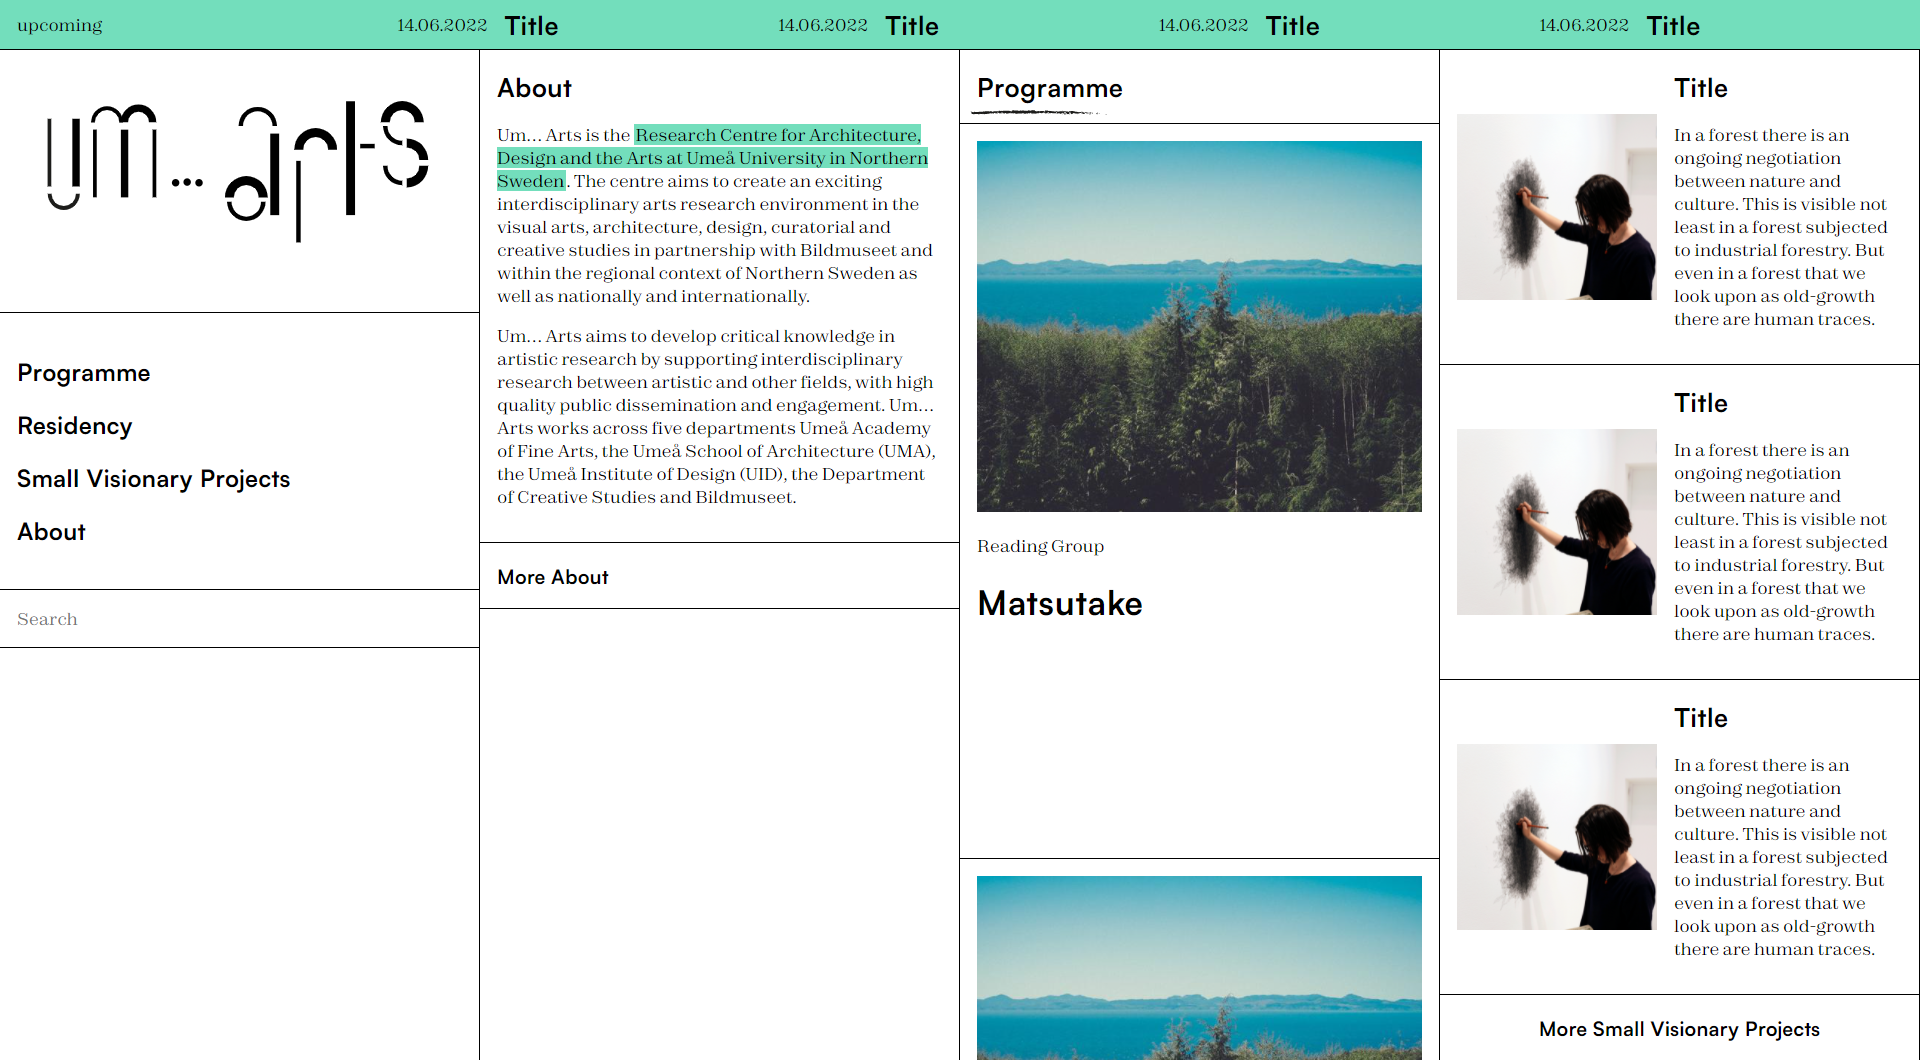 upcoming
14.06.2022 Title
14.06.2022 Title
14.06.2022 Title
14.06.2022 Title
um... arts
Programme
Residency
Small Visionary Projects
About
Search
About
Um... Arts is the Research Centre for Architecture,
Design and the Arts at Umeå University in Northern
Sweden. The centre aims to create an exciting
interdisciplinary arts research environment in the
visual arts, architecture, design, curatorial and
creative studies in partnership with Bildmuseet and
within the regional context of Northern Sweden as
well as nationally and internationally.
Um... Arts aims to develop critical knowledge in
artistic research by supporting interdisciplinary
research between artistic and other fields, with high
quality public dissemination and engagement. Um...
Arts works across five departments Umeå Academy
of Fine Arts, the Umeå School of Architecture (UMA),
the Umeå Institute of Design (UID), the Department
of Creative Studies and Bildmuseet.
More About
Programme
Reading Group
Matsutake
Title
In a forest there is an
ongoing negotiation
between nature and
culture. This is visible not
least in a forest subjected
to industrial forestry. But
even in a forest that we
look upon as old-growth
there are human traces.
Title
In a forest there is an
ongoing negotiation
between nature and
culture. This is visible not
least in a forest subjected
to industrial forestry. But
even in a forest that we
look upon as old-growth
there are human traces.
Title
In a forest there is an
ongoing negotiation
between nature and
culture. This is visible not
least in a forest subjected
to industrial forestry. But
even in a forest that we
look upon as old-growth
there are human traces.
More Small Visionary Projects